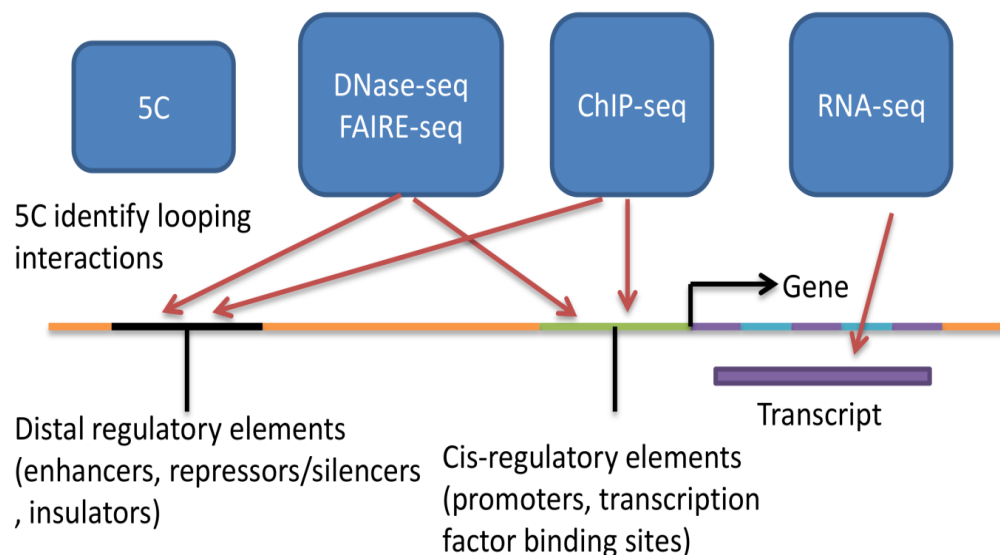 5C
DNase-seq
FAIRE-seq
ChIP-seq
RNA-seq
5C identify looping
interactions
Gene
Transcript
Distal regulatory elements
(enhancers, repressors/silencers
, insulators)
Cis-regulatory elements
(promoters, transcription
factor binding sites)